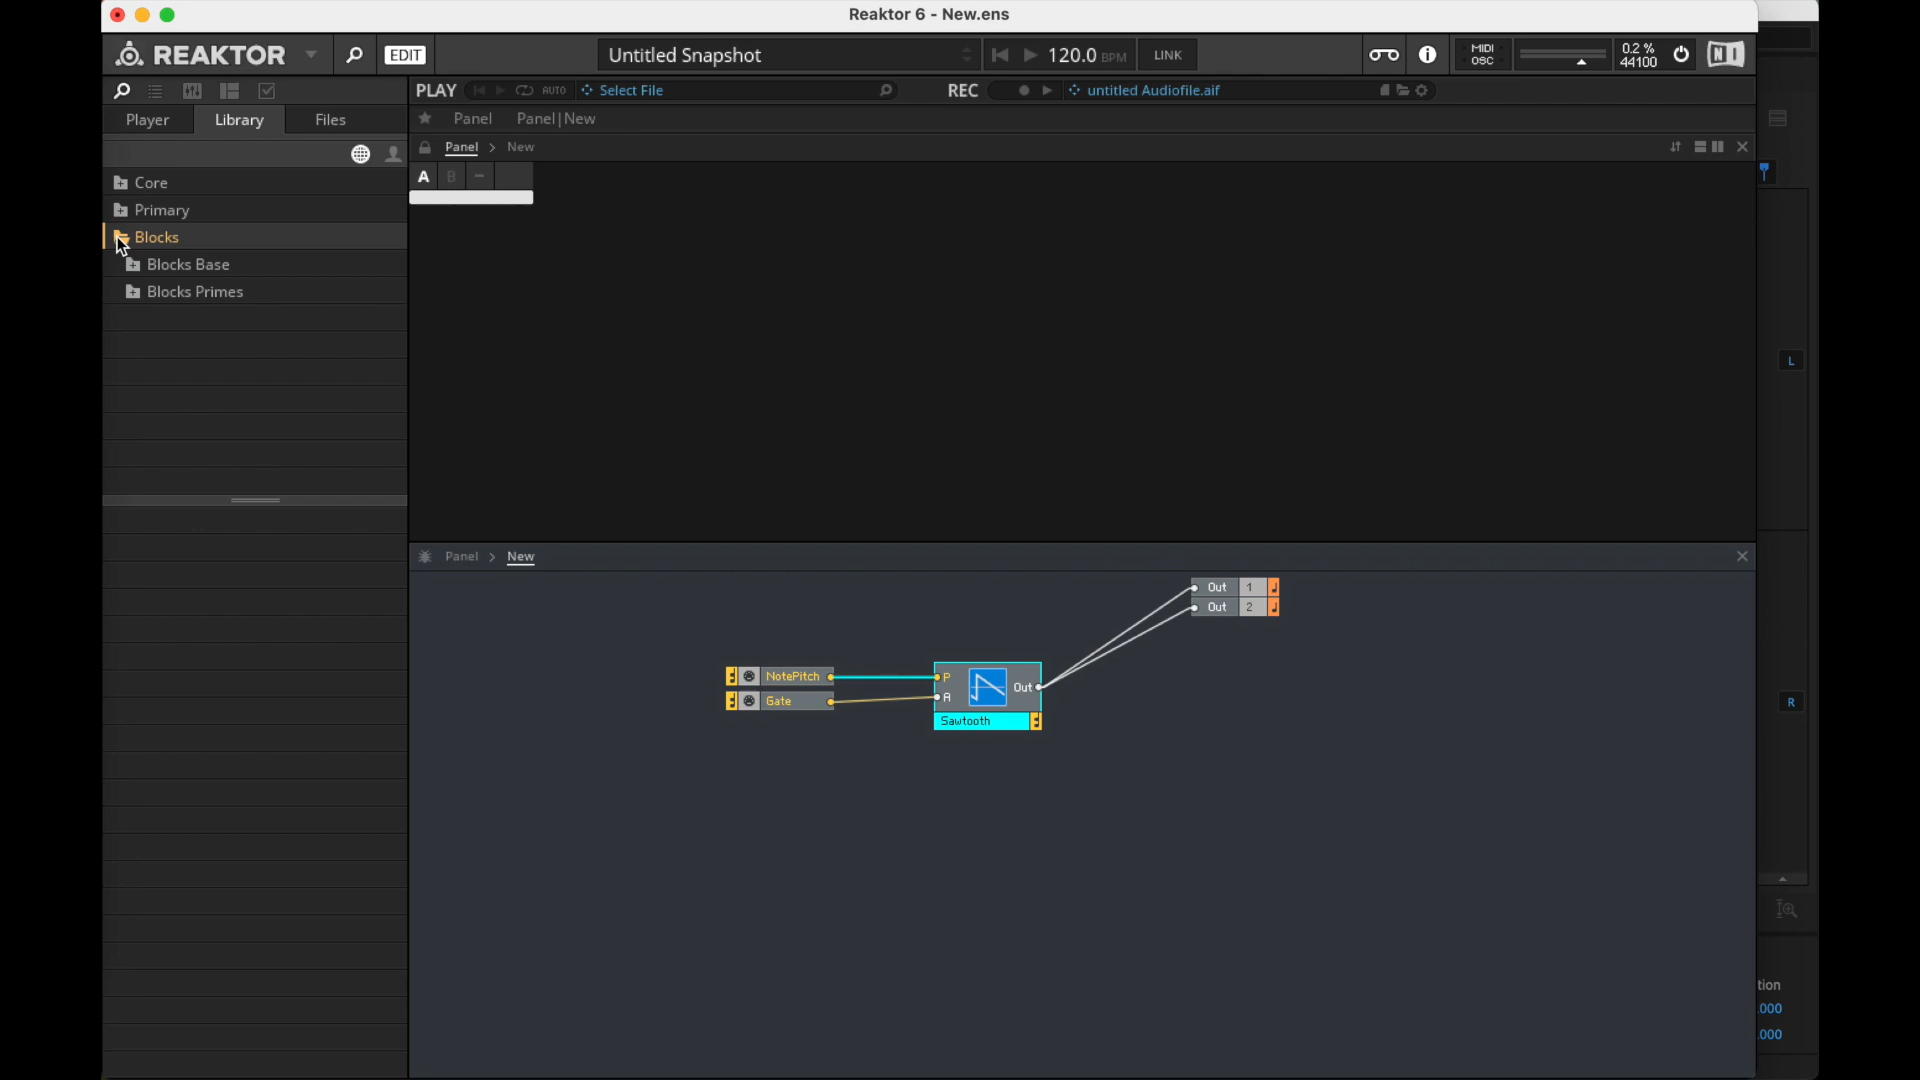 Reaktor 6 - New.ens
REAKTOR EDIT Untitled Snapshot 120.0 BPM LINK MIDI OSC 0.2 % 44100 NI
PLAY AUTO Select File REC untitled Audiofile.aif
Player Library Files
Panel Panel|New
Panel > New
A B
Core
Primary
Blocks
Blocks Base
Blocks Primes
L
Panel > New
Out 1
Out 2
NotePitch
Gate
P
A
Out
Sawtooth
R
tion
.000
.000